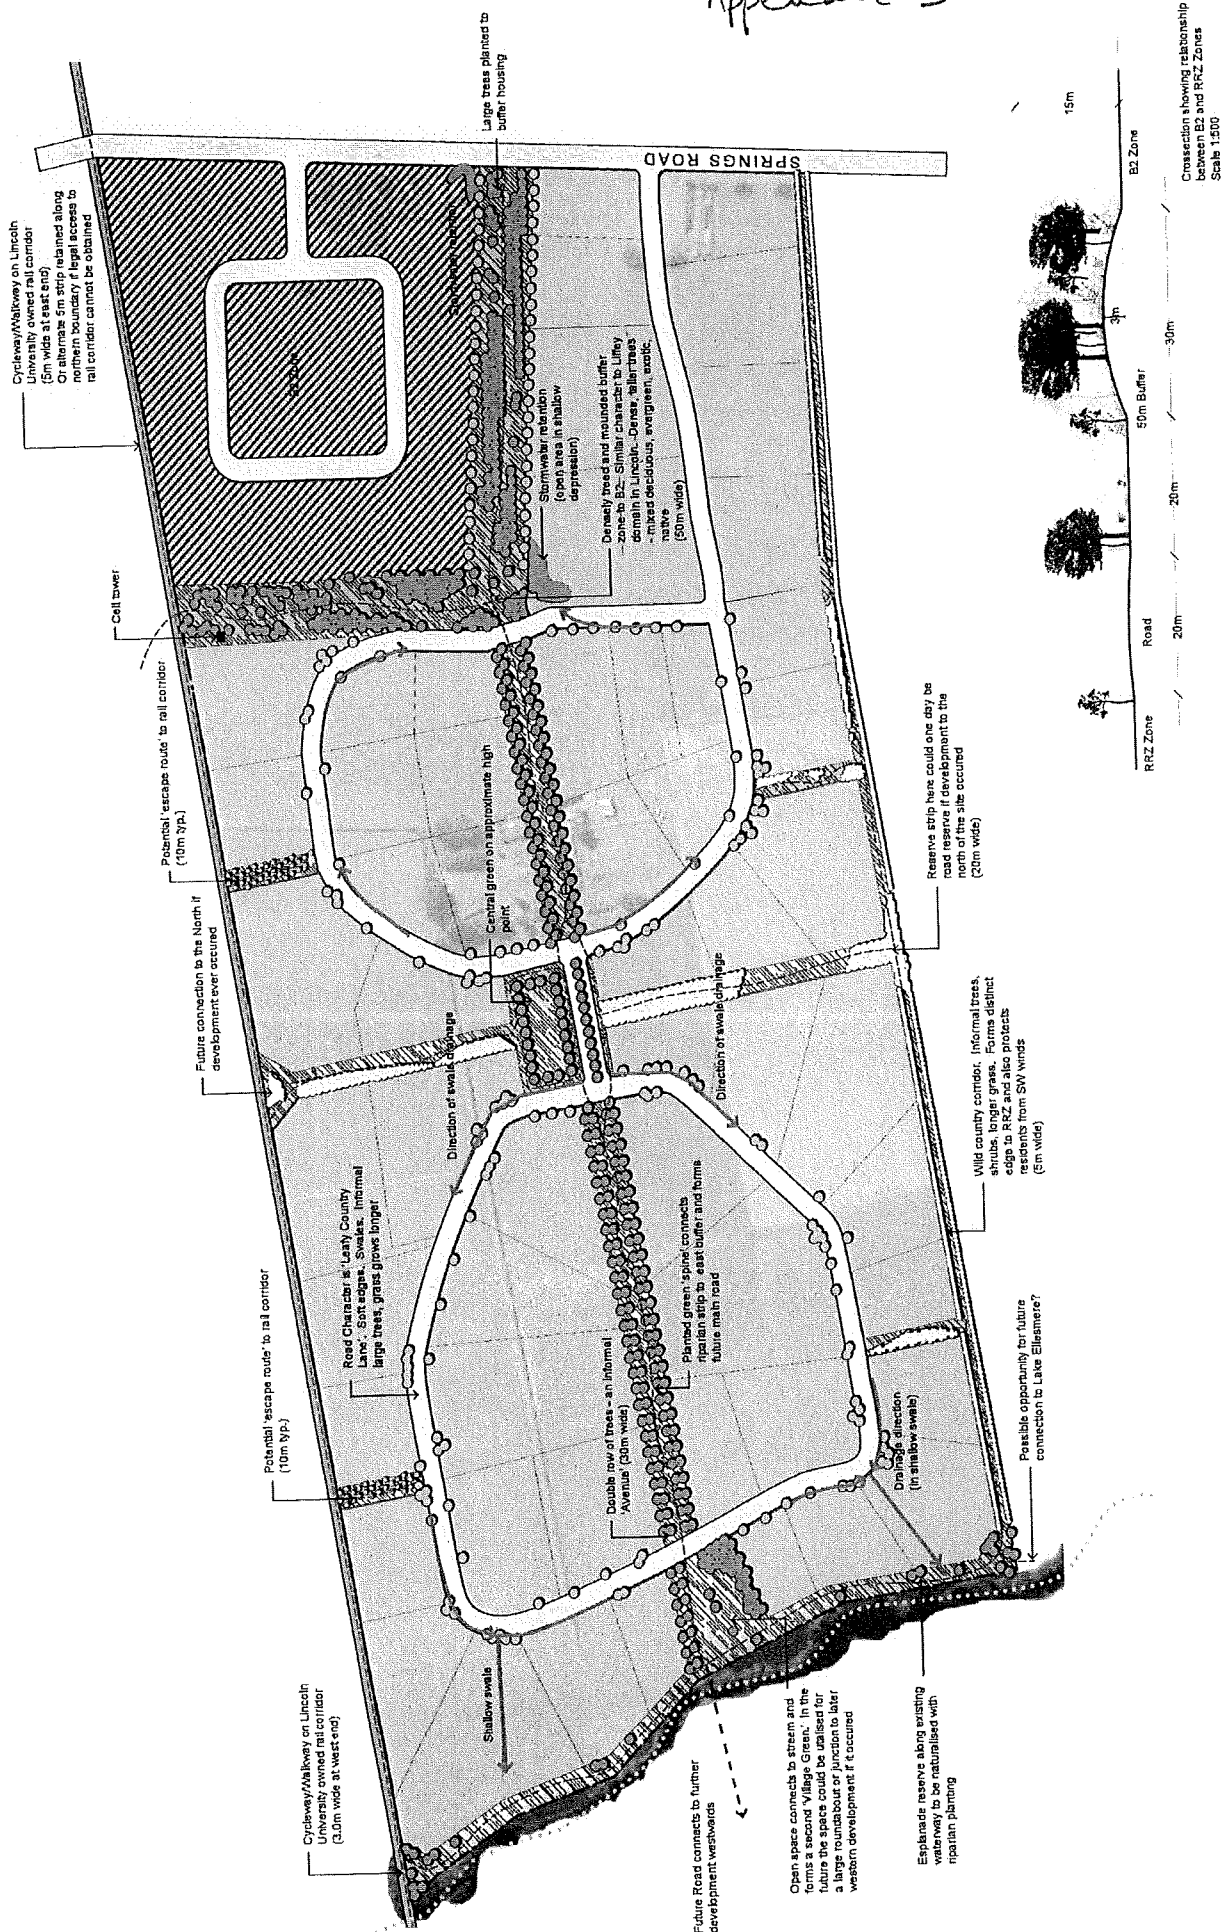 Appendix 3
Cycleway/Walkway on Lincoln
University owned rail corridor
(5m wide at east end)
Or alternate 5m strip retained along
northern boundary if legal access to
rail corridor cannot be obtained
Cell tower
Potential 'escape route' to rail corridor
(10m typ.)
Future connection to the North if
development ever occured
Potential 'escape route' to rail corridor
(10m typ.)
Cycleway/Walkway on Lincoln
University owned rail corridor
(3.0m wide at west end)
Large trees planted to
buffer housing
SPRINGS ROAD
Stormwater retention
(open area in shallow
depression)
Densely treed and mounded buffer
zone to B2. Similar character to Liffey
domain in Lincoln. Dense, taller trees
- mixed deciduous, evergreen, exotic,
native
(50m wide)
Central green on approximate high
point
Direction of swale drainage
Direction of swale drainage
Road Character is 'Leafy Country
Lane'. Soft edges. Swales. Informal
large trees, grass grows longer
Planted green 'spine' connects
riparian strip to east buffer and forms
future main road
Double row of trees - an informal
'Avenue' (30m wide)
Drainage direction
(in shallow swale)
Shallow swale
Reserve strip here could one day be
road reserve if development to the
north of the site occured
(20m wide)
Wild country corridor. Informal trees,
shrubs, longer grass. Forms distinct
edge to RRZ and also protects
residents from SW winds
(5m wide)
Possible opportunity for future
connection to Lake Ellesmere?
Future Road connects to further
development westwards
Open space connects to streem and
forms a second 'Village Green.' In the
future the space could be utalised for
a large roundabout or junction to later
western development if it occured
Esplanade reserve along existing
waterway to be naturalised with
riparian planting
RRZ Zone
Road
50m Buffer
B2 Zone
20m
20m
30m
3m
15m
Crossection showing relationship
between B2 and RRZ Zones
Scale 1:500